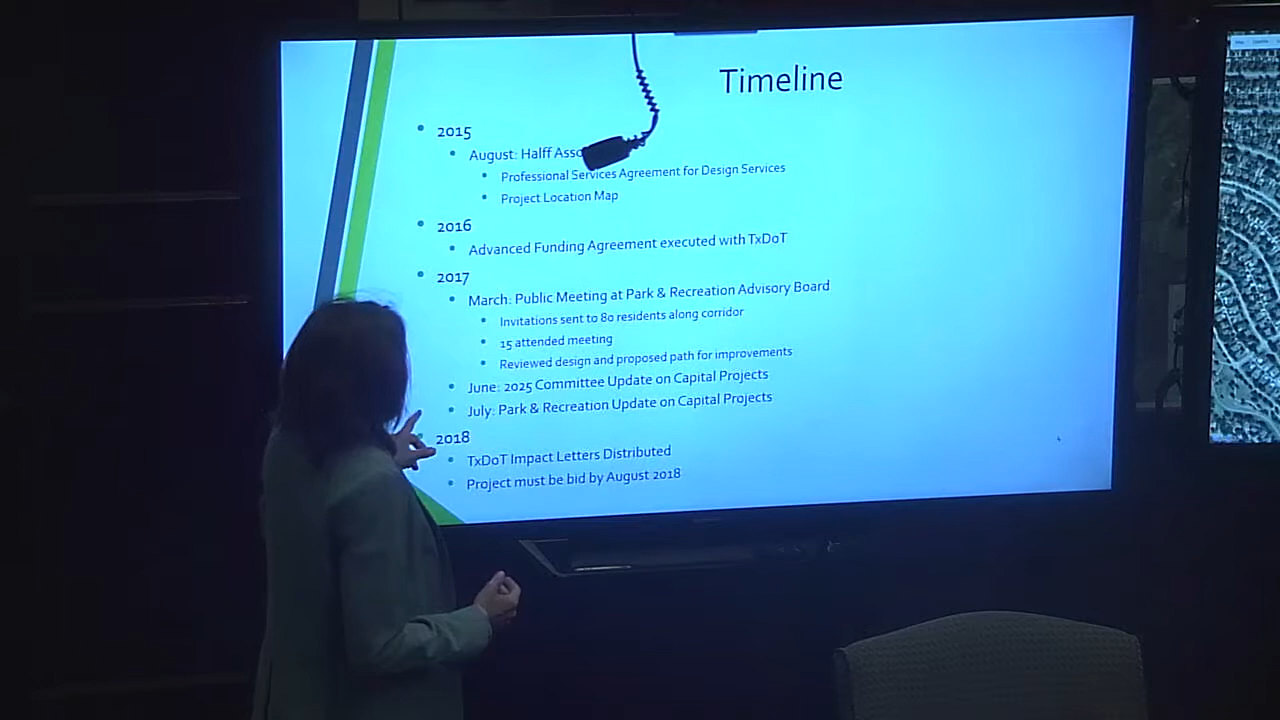 Timeline
2015
August: Halff Asso
Professional Services Agreement for Design Services
Project Location Map
2016
Advanced Funding Agreement executed with TxDoT
2017
March: Public Meeting at Park & Recreation Advisory Board
Invitations sent to 80 residents along corridor
15 attended meeting
Reviewed design and proposed path for improvements
June: 2025 Committee Update on Capital Projects
July: Park & Recreation Update on Capital Projects
2018
TxDoT Impact Letters Distributed
Project must be bid by August 2018